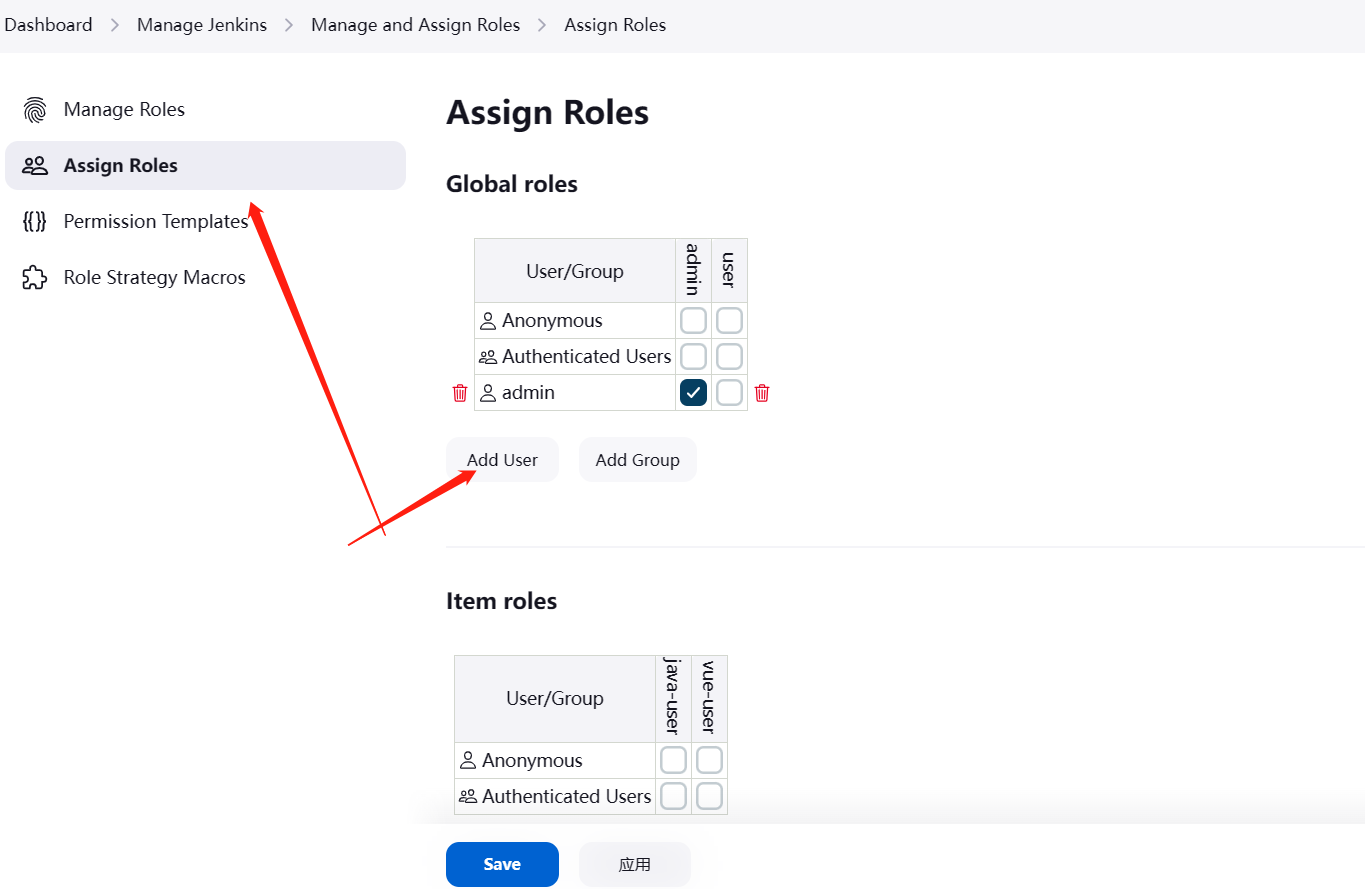 Dashboard > Manage Jenkins > Manage and Assign Roles > Assign Roles
Manage Roles
Assign Roles
Permission Templates
Role Strategy Macros
Assign Roles
Global roles
User/Group admin user
Anonymous
Authenticated Users
admin
Add User Add Group
Item roles
User/Group java-user vue-user
Anonymous
Authenticated Users
Save 应用